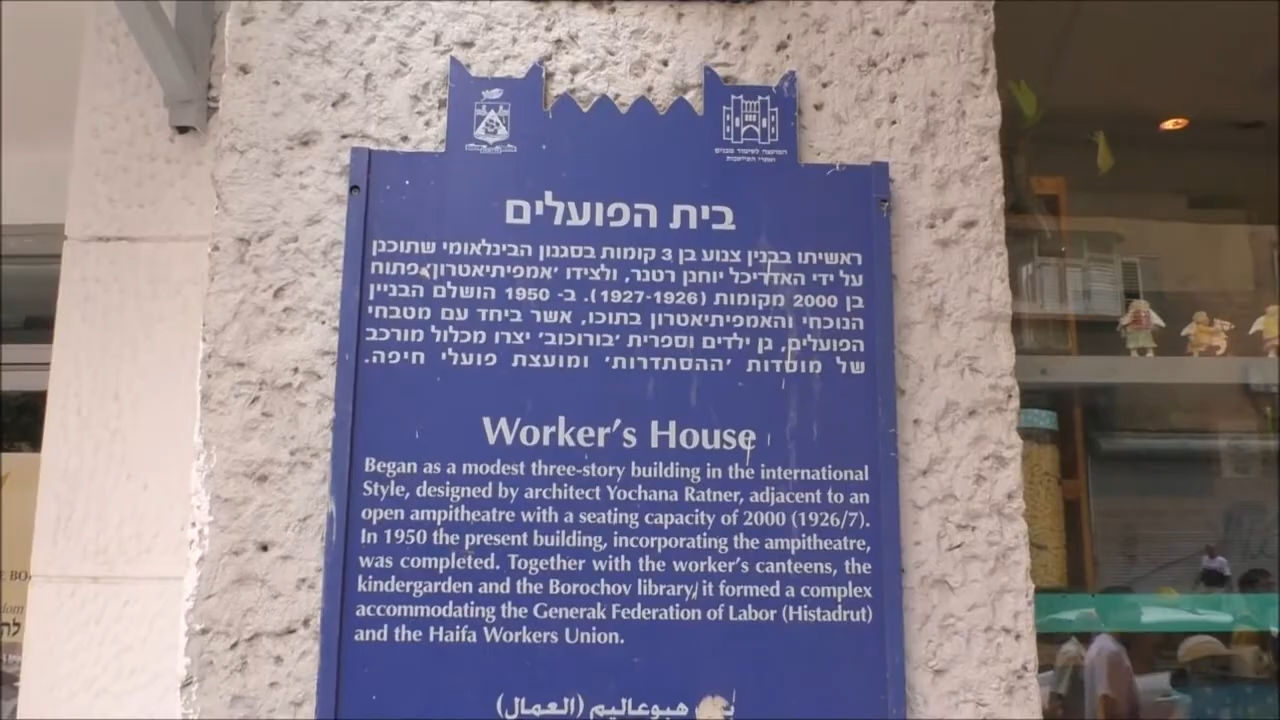 המועצה לשימור מבנים
ואתרי התיישבות
בית הפועלים
ראשיתו בבנין צנוע בן 3 קומות בסגנון הבינלאומי שתוכנן
על ידי האדריכל יוחנן רטנר, ולצידו 'אמפיתיאטרון' פתוח
בן 2000 מקומות (1927-1926). ב- 1950 הושלם הבניין
הנוכחי והאמפיתיאטרון בתוכו, אשר ביחד עם מטבחי
הפועלים, גן ילדים וספרית 'בורוכוב' יצרו מכלול מורכב
של מוסדות 'ההסתדרות' ומועצת פועלי חיפה.
Worker's House
Began as a modest three-story building in the international
Style, designed by architect Yochana Ratner, adjacent to an
open ampitheatre with a seating capacity of 2000 (1926/7).
In 1950 the present building, incorporating the ampitheatre,
was completed. Together with the worker's canteens, the
kindergarden and the Borochov library, it formed a complex
accommodating the Generak Federation of Labor (Histadrut)
and the Haifa Workers Union.
هبوعاليم (العمال)